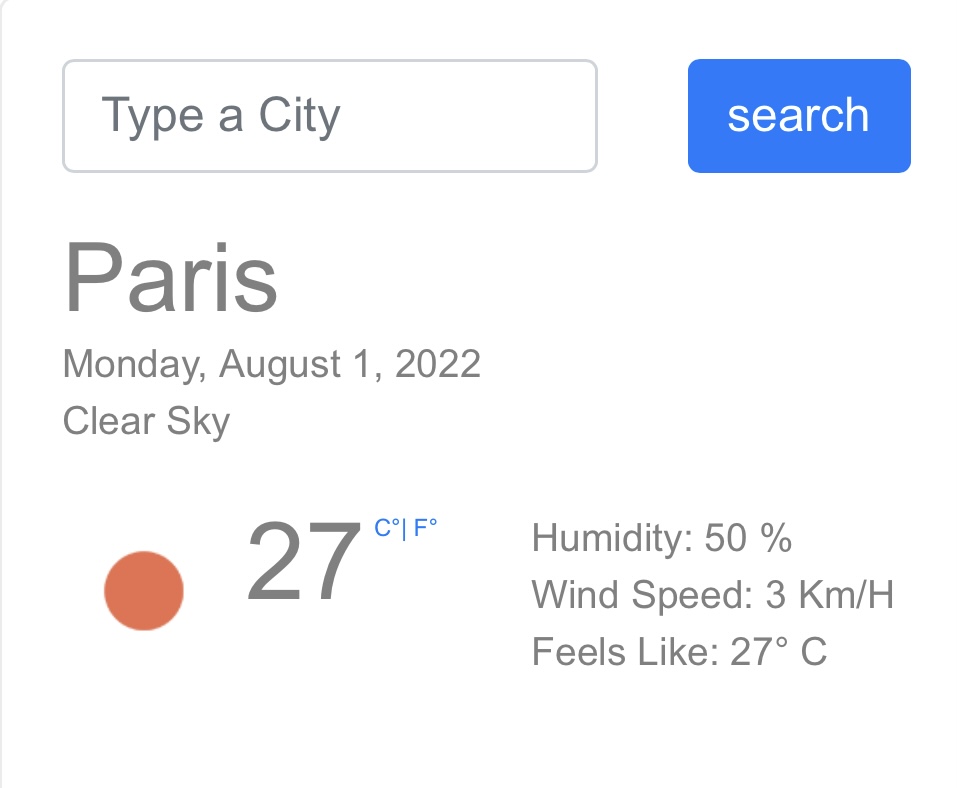 Type a City
search
Paris
Monday, August 1, 2022
Clear Sky
27 C°| F°
Humidity: 50 %
Wind Speed: 3 Km/H
Feels Like: 27° C